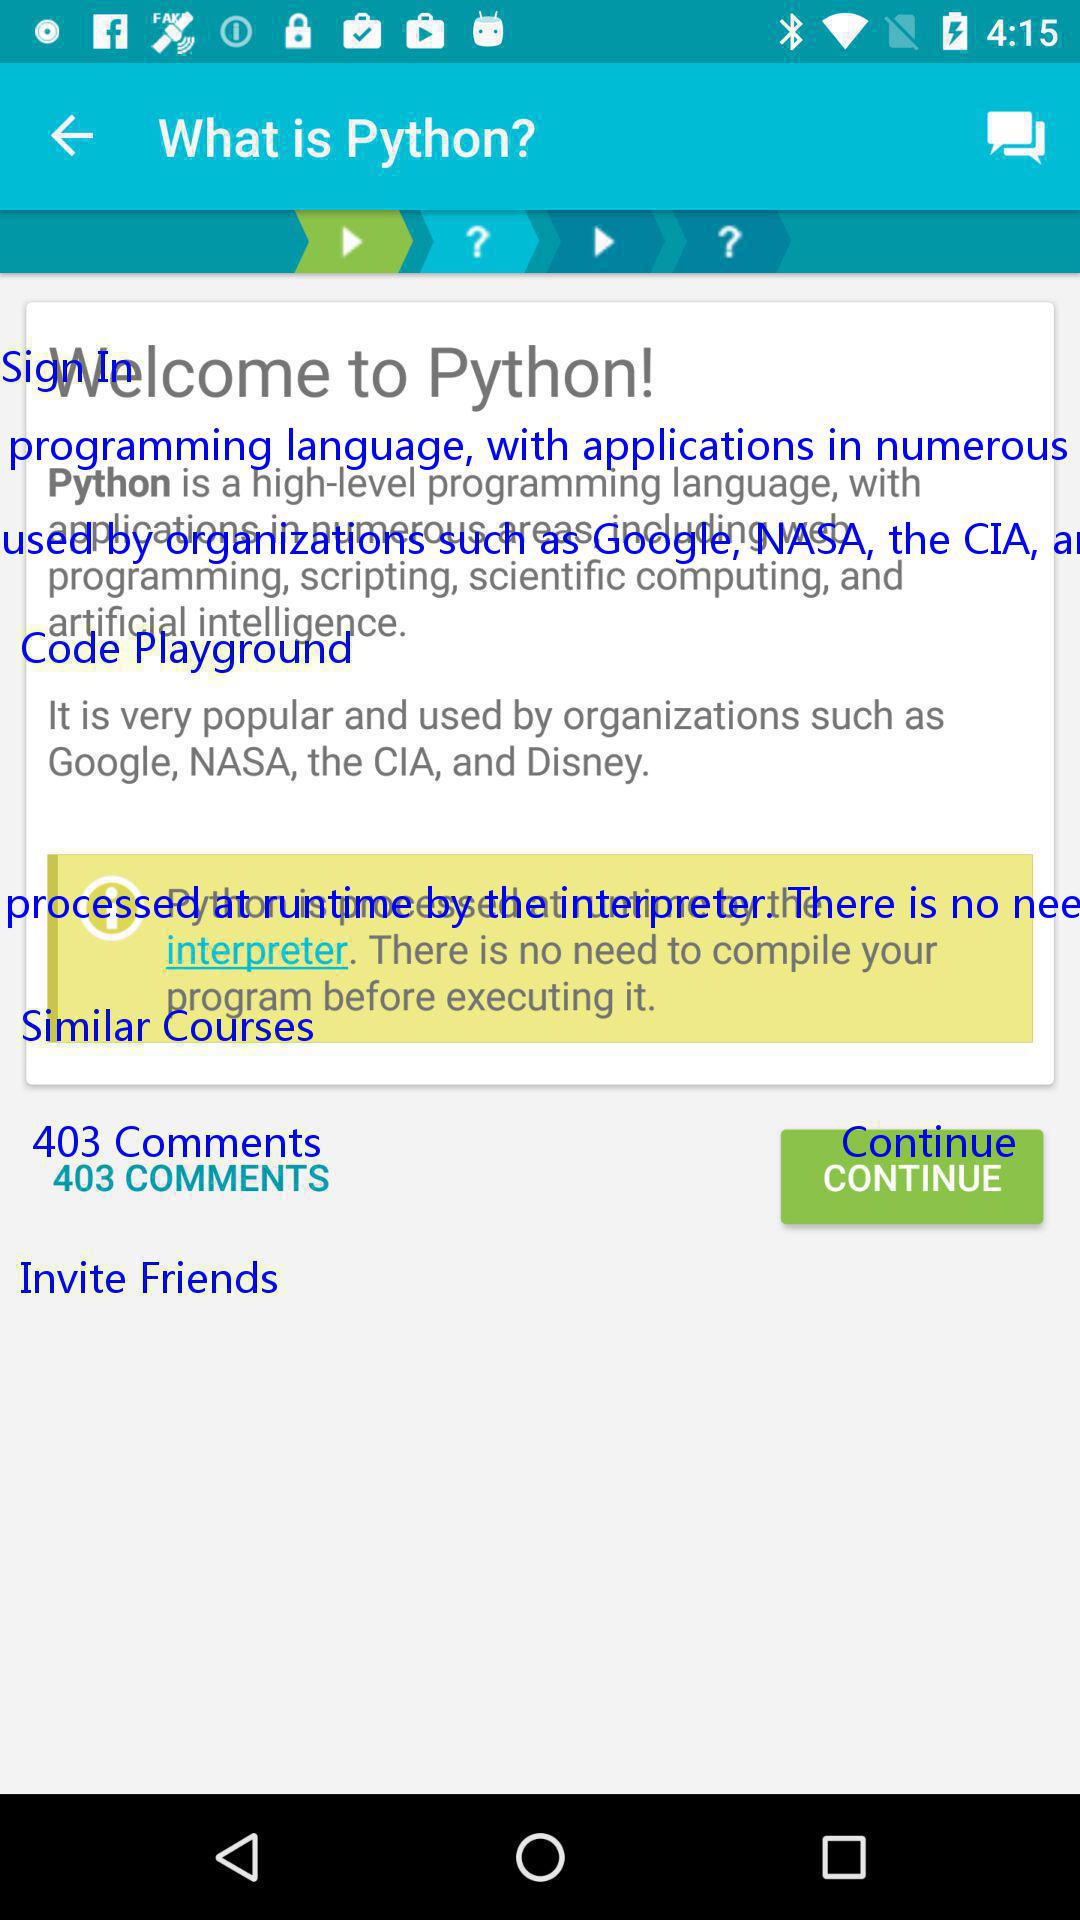 FAKE
4:15
What is Python?
?
?
Welcome to Python!
Sign In
programming language, with applications in numerous
Python is a high-level programming language, with
applications in numerous areas, including web
used by organizations such as Google, NASA, the CIA,
programming, scripting, scientific computing, and
artificial intelligence.
Code Playground
It is very popular and used by organizations such as
Google, NASA, the CIA, and Disney.
Python is processed at runtime by the
processed at runtime by the interpreter. There is no
interpreter. There is no need to compile your
program before executing it.
Similar Courses
403 Comments
Continue
403 COMMENTS
CONTINUE
Invite Friends